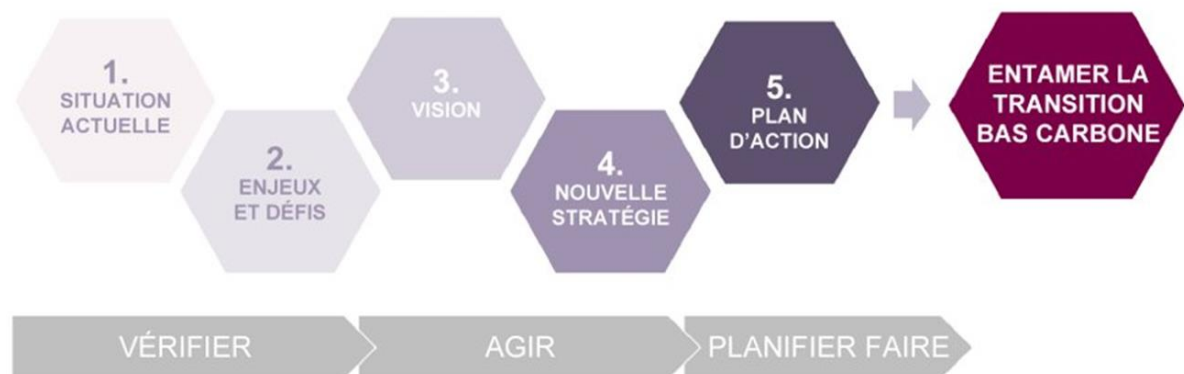 1.
SITUATION
ACTUELLE
2.
ENJEUX
ET DÉFIS
3.
VISION
4.
NOUVELLE
STRATÉGIE
5.
PLAN
D'ACTION
ENTAMER LA
TRANSITION
BAS CARBONE
VÉRIFIER
AGIR
PLANIFIER FAIRE